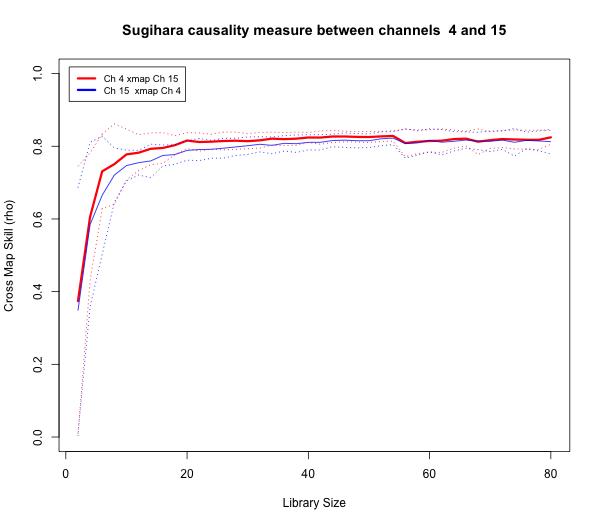 Sugihara causality measure between channels  4 and 15
Ch 4 xmap Ch 15
Ch 15  xmap Ch 4
Cross Map Skill (rho)
1.0
0.8
0.6
0.4
0.2
0.0
0 20 40 60 80
Library Size